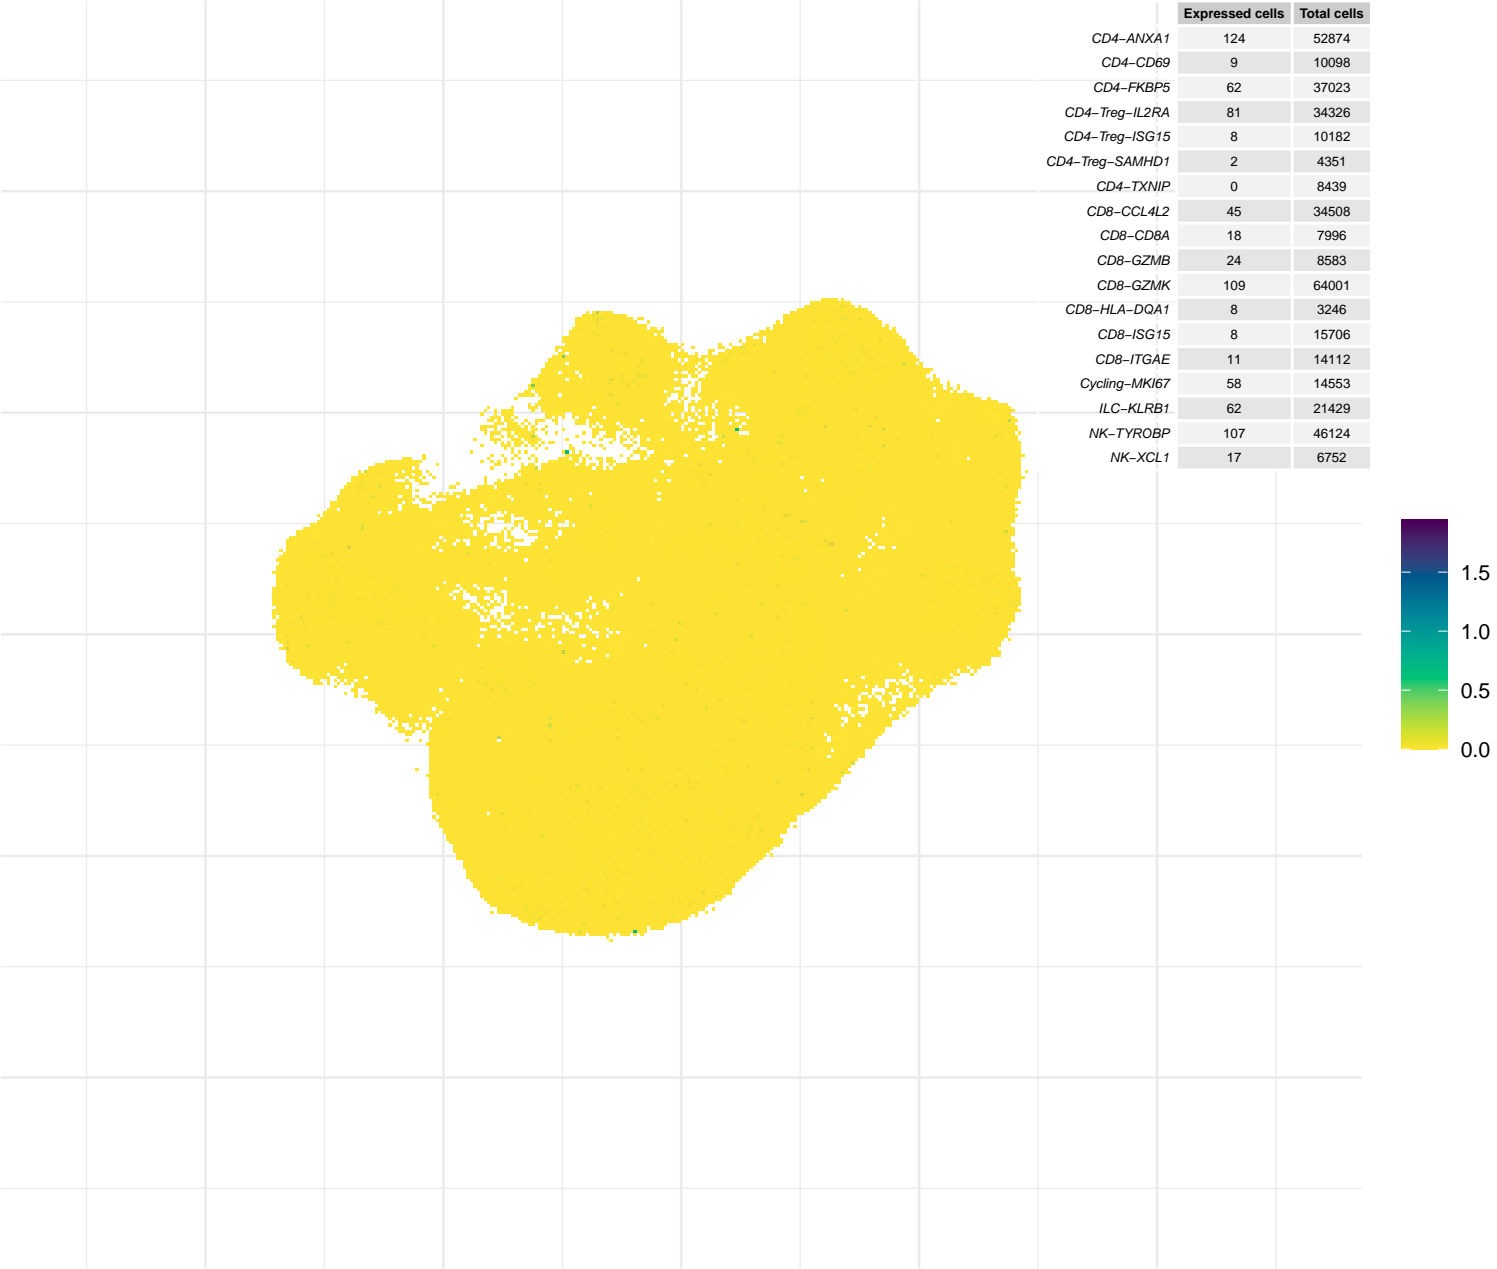 Expressed cells Total cells
CD4−ANXA1 124 52874
CD4−CD69 9 10098
CD4−FKBP5 62 37023
CD4−Treg−IL2RA 81 34326
CD4−Treg−ISG15 8 10182
CD4−Treg−SAMHD1 2 4351
CD4−TXNIP 0 8439
CD8−CCL4L2 45 34508
CD8−CD8A 18 7996
CD8−GZMB 24 8583
CD8−GZMK 109 64001
CD8−HLA−DQA1 8 3246
CD8−ISG15 8 15706
CD8−ITGAE 11 14112
Cycling−MKI67 58 14553
ILC−KLRB1 62 21429
NK−TYROBP 107 46124
NK−XCL1 17 6752
1.5
1.0
0.5
0.0